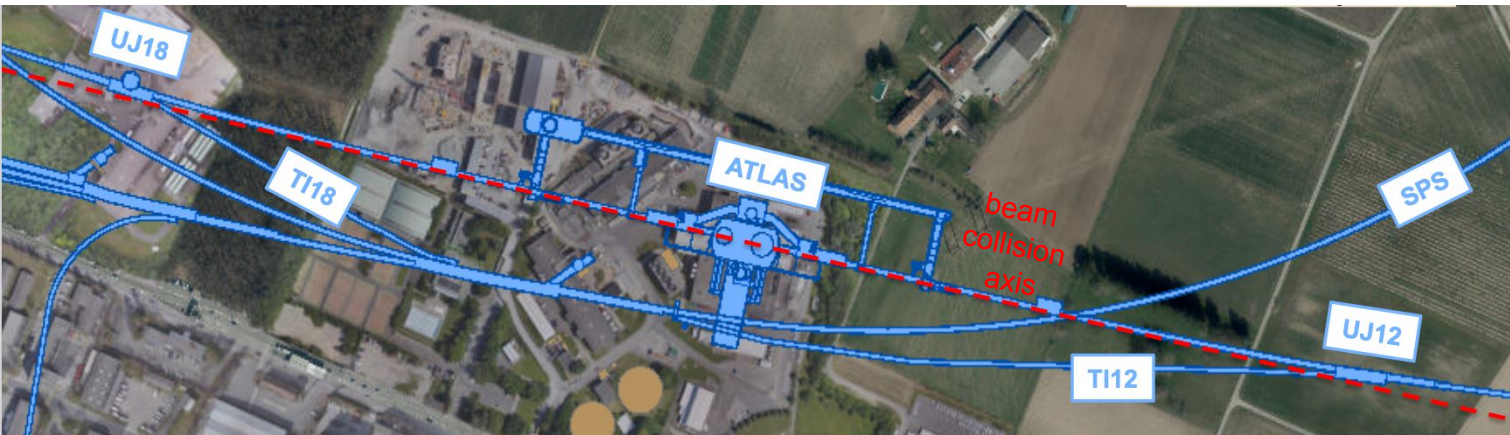 UJ18
TI18
ATLAS
beam
collision
axis
SPS
UJ12
TI12